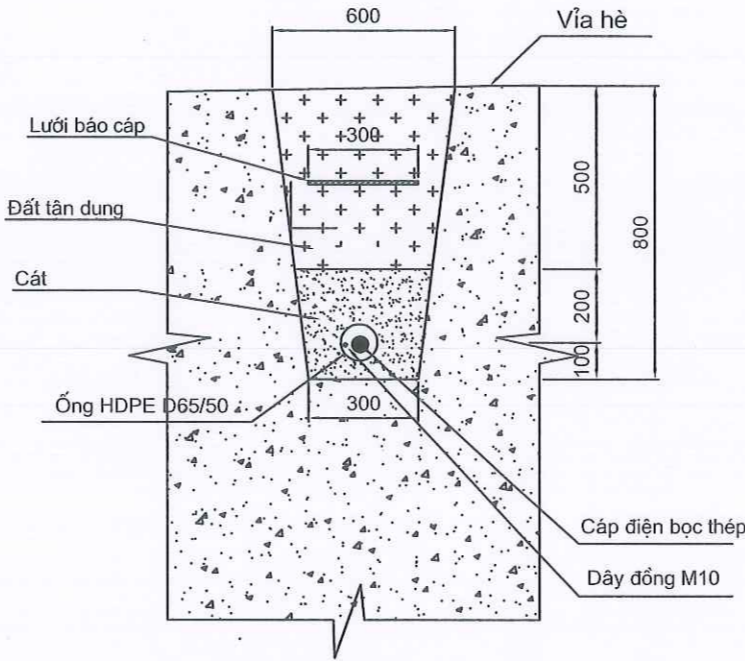 600
Vỉa hè
Lưới báo cáp
300
500
Đất tân dung
800
Cát
200
100
Ống HDPE D65/50
300
Cáp điện bọc thép
Dây đồng M10